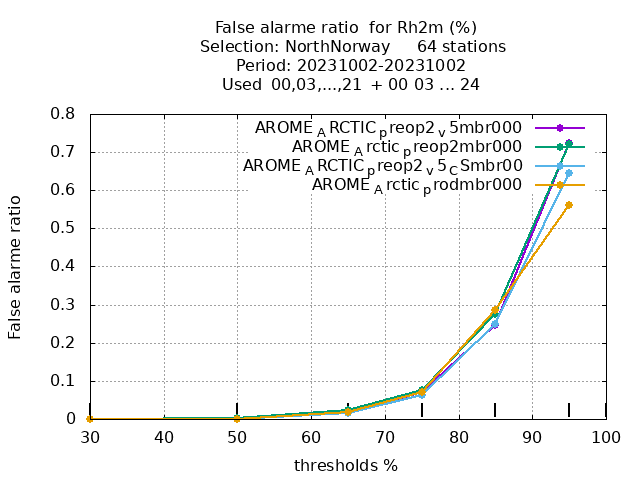 False alarme ratio  for Rh2m (%)
Selection: NorthNorway      64 stations
Period: 20231002-20231002
Used  00,03,...,21  + 00 03 ... 24
False alarme ratio
0.8
0.7
0.6
0.5
0.4
0.3
0.2
0.1
0
AROME_ARCTIC_preop2_v5mbr000
AROME_Arctic_preop2mbr000
AROME_ARCTIC_preop2_v5_CSmbr00
AROME_Arctic_prodmbr000
30 40 50 60 70 80 90 100
thresholds %